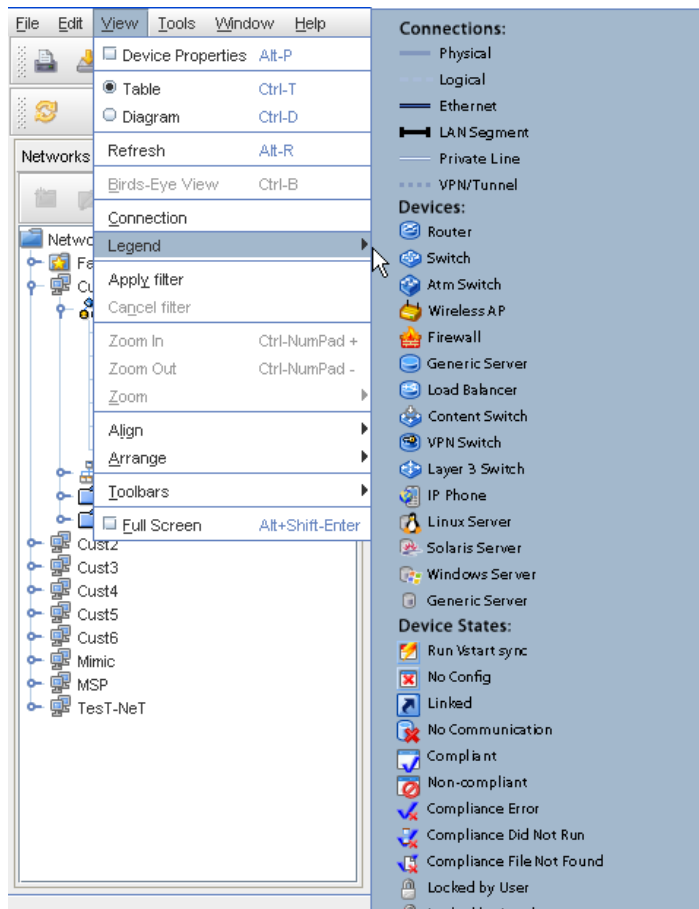 File Edit View Tools Window Help
Device Properties Alt-P
Table Ctrl-T
Diagram Ctrl-D
Refresh Alt-R
Birds-Eye View Ctrl-B
Connection
Legend
Apply filter
Cancel filter
Zoom In Ctrl-NumPad +
Zoom Out Ctrl-NumPad -
Zoom
Align
Arrange
Toolbars
Full Screen Alt+Shift-Enter
Networks
Netwo
Fa
Cu
Cust2
Cust3
Cust4
Cust5
Cust6
Mimic
MSP
TesT-NeT
Connections:
Physical
Logical
Ethernet
LAN Segment
Private Line
VPN/Tunnel
Devices:
Router
Switch
Atm Switch
Wireless AP
Firewall
Generic Server
Load Balancer
Content Switch
VPN Switch
Layer 3 Switch
IP Phone
Linux Server
Solaris Server
Windows Server
Generic Server
Device States:
Run Vstart sync
No Config
Linked
No Communication
Compliant
Non-compliant
Compliance Error
Compliance Did Not Run
Compliance File Not Found
Locked by User